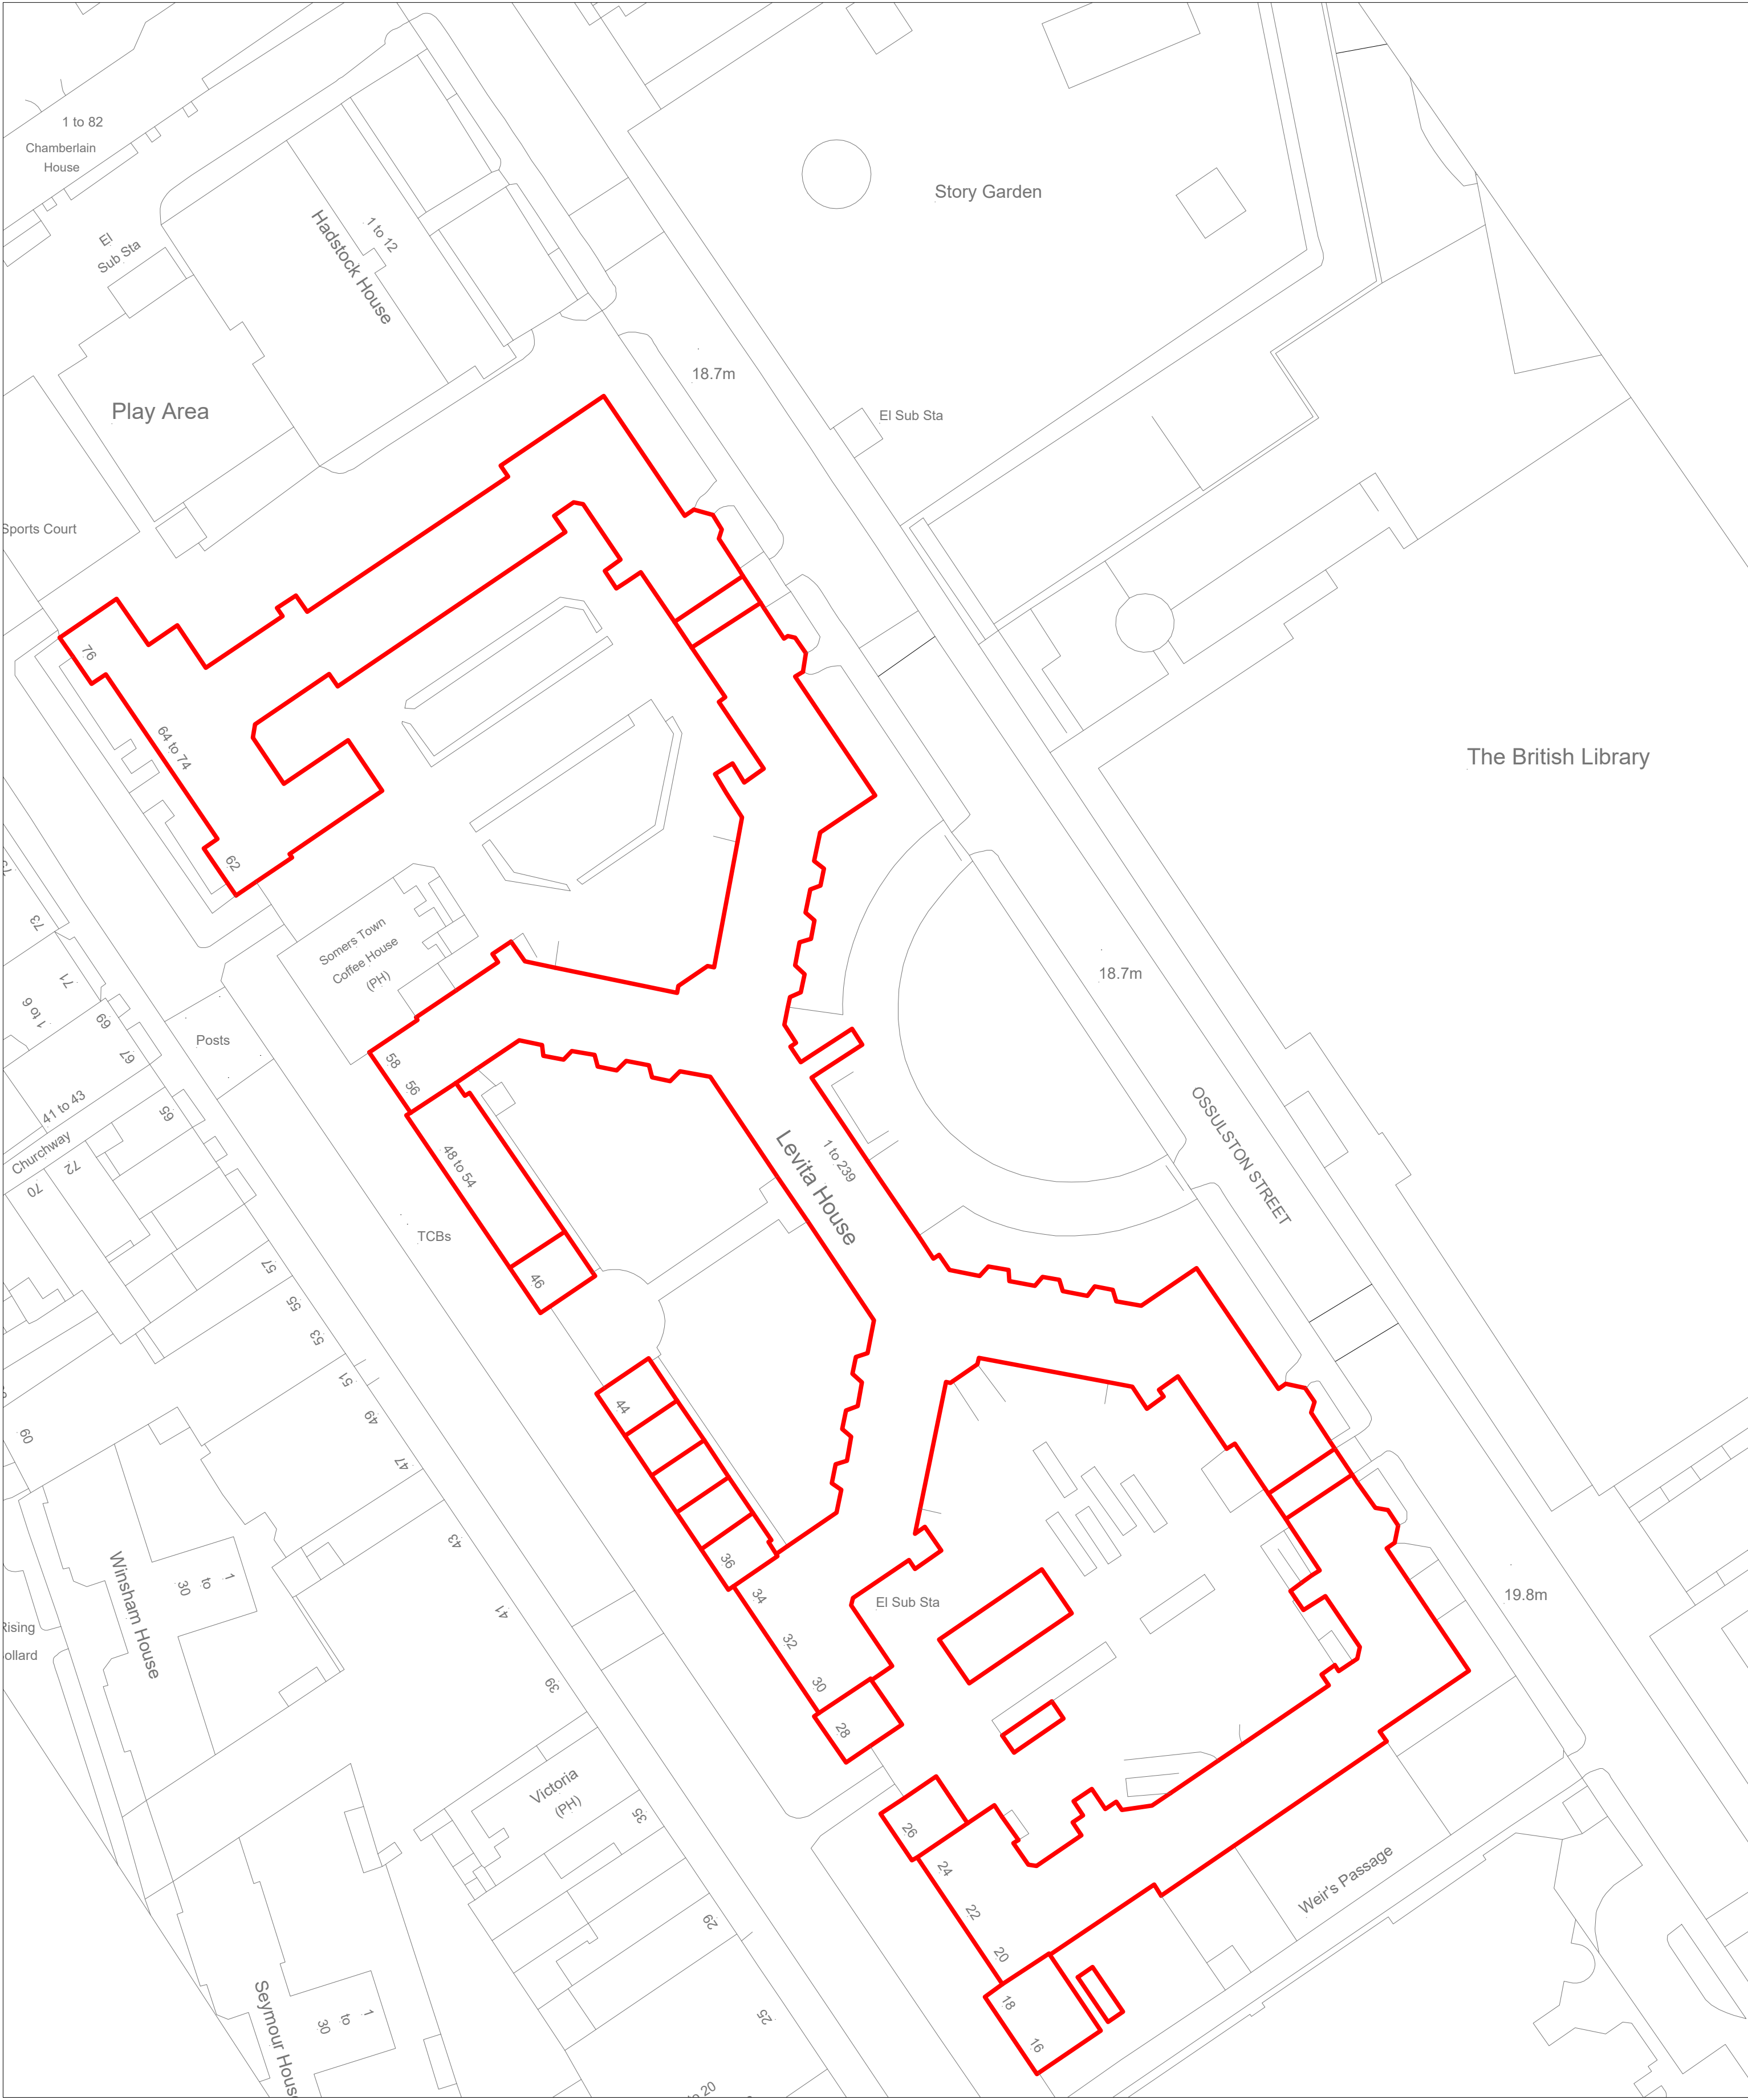 1 to 82
Chamberlain
House
El
Sub Sta
Hadstock House
1 to 12
Story Garden
18.7m
Play Area
El Sub Sta
Sports Court
76
64 to 74
62
The British Library
Somers Town
Coffee House
(PH)
73
71
1 to 6
69
67
65
Posts
41 to 43
Churchway
72
70
58
56
48 to 54
46
TCBs
18.7m
OSSULSTON STREET
Levita House
1 to 239
57
55
53
51
49
47
43
41
39
60
44
36
34
32
30
28
El Sub Sta
19.8m
Winsham House
1
to
30
Rising
ollard
Victoria
(PH)
35
29
25
26
24
22
20
18
16
Weir's Passage
Seymour House
1
to
30
20